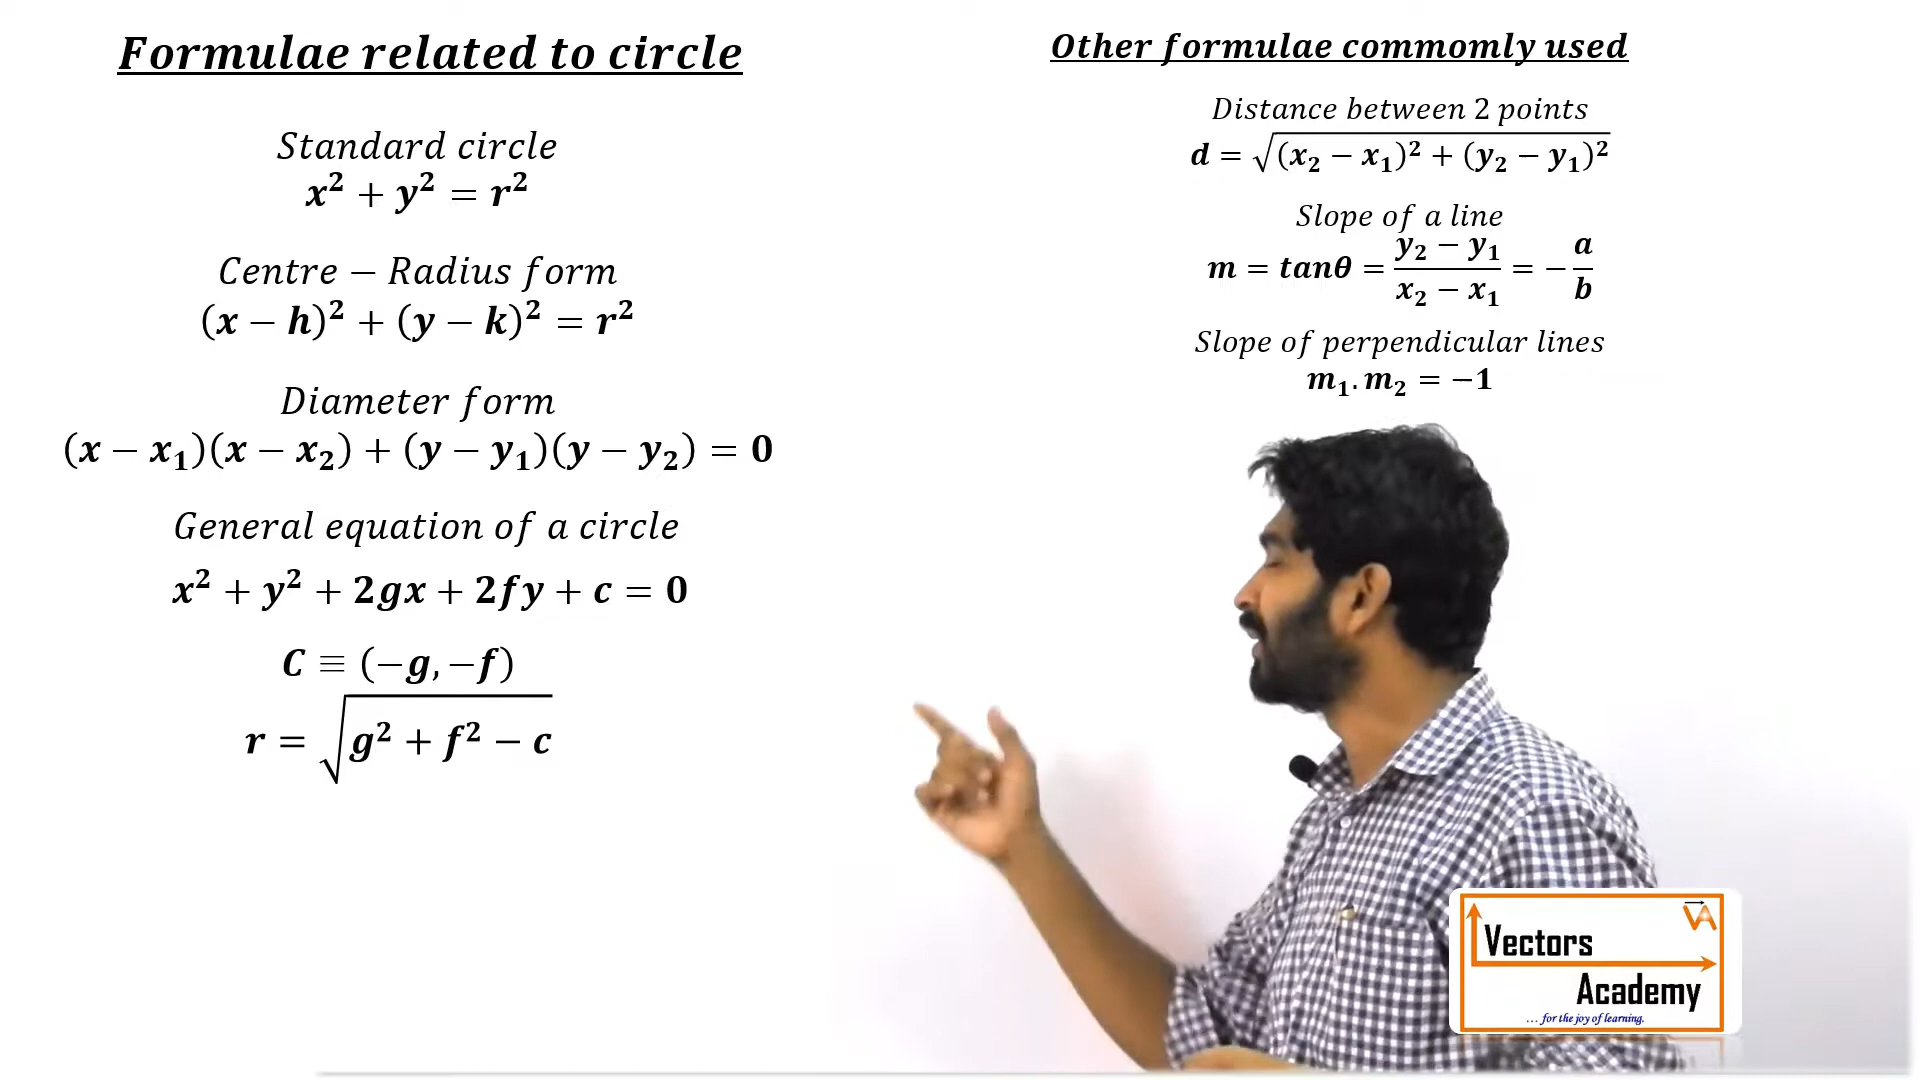 Formulae related to circle
Standard circle
x² + y² = r²
Centre − Radius form
(x − h)² + (y − k)² = r²
Diameter form
(x − x₁)(x − x₂) + (y − y₁)(y − y₂) = 0
General equation of a circle
x² + y² + 2gx + 2fy + c = 0
C ≡ (−g, −f)
r = √(g² + f² − c)
Other formulae commomly used
Distance between 2 points
d = √((x₂ − x₁)² + (y₂ − y₁)²)
Slope of a line
m = tanθ = (y₂ − y₁)/(x₂ − x₁) = −a/b
Slope of perpendicular lines
m₁. m₂ = −1
VA
Vectors
Academy
... for the joy of learning.